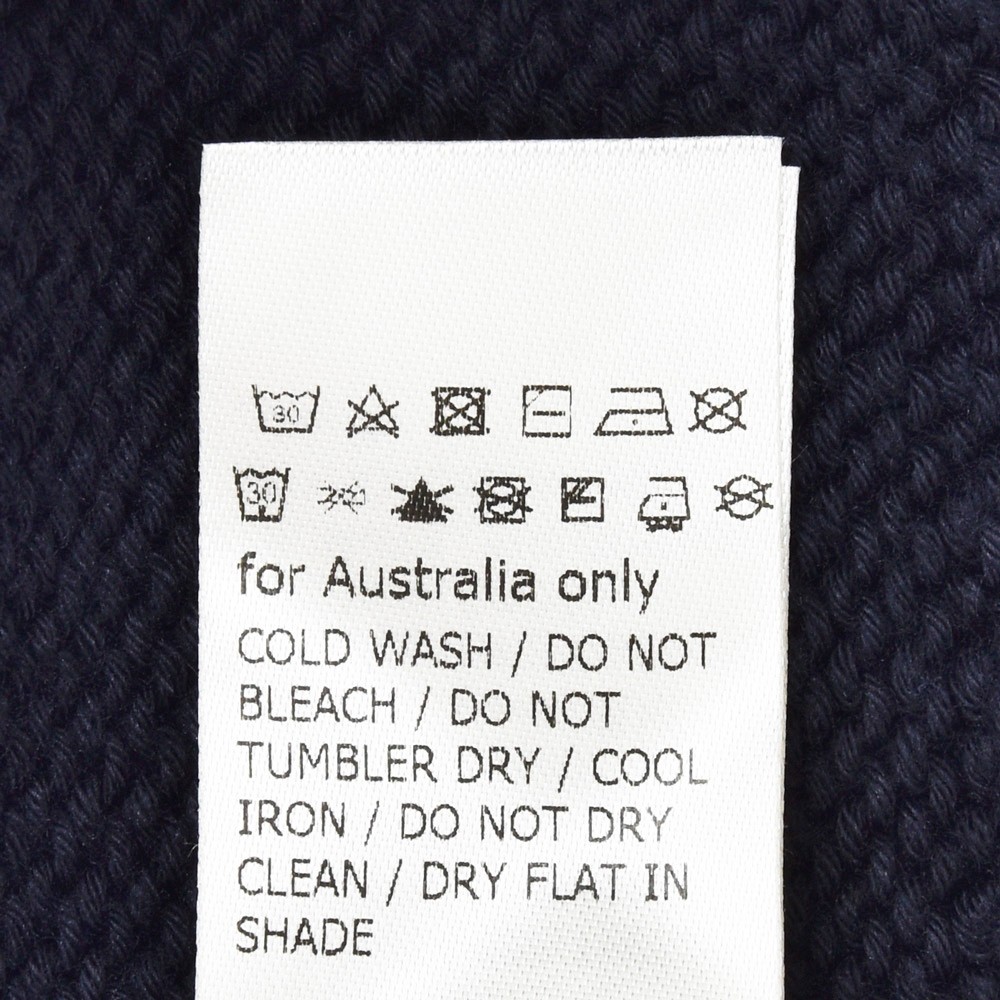 30
30
for Australia only
COLD WASH / DO NOT
BLEACH / DO NOT
TUMBLER DRY / COOL
IRON / DO NOT DRY
CLEAN / DRY FLAT IN
SHADE